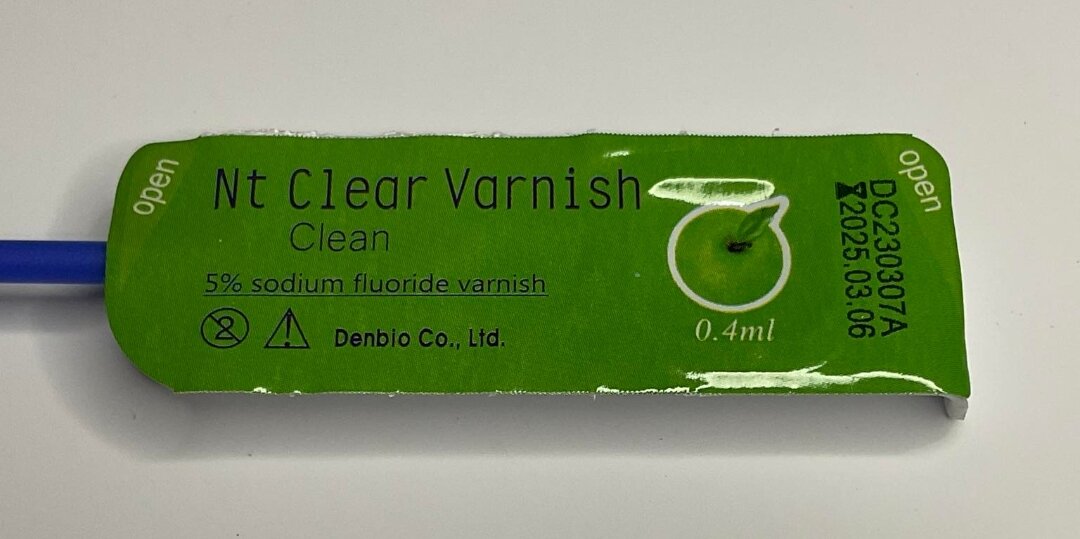 open
Nt Clear Varnish
Clean
5% sodium fluoride varnish
2
Denbio Co., Ltd.
0.4ml
open
DC230307A
2025.03.06